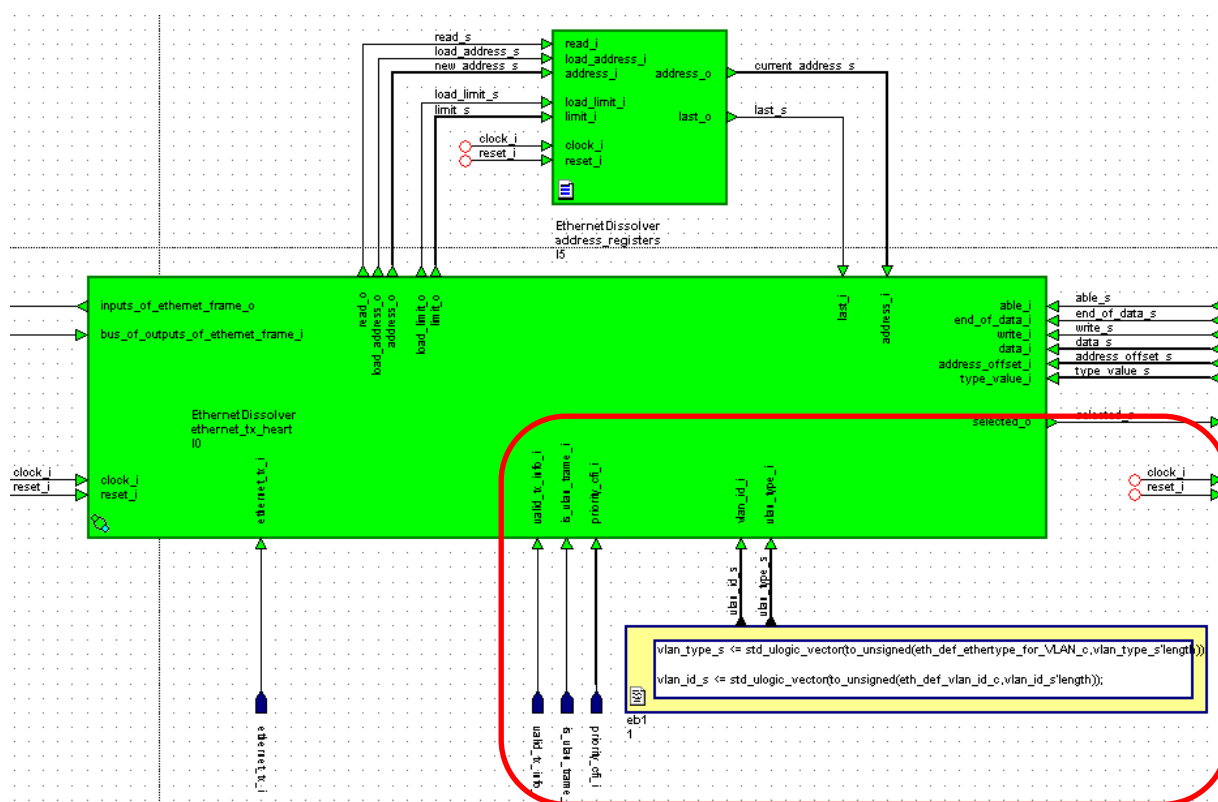 read_s
load_address_s
new_address_s
load_limit_s
limit_s
clock_i
reset_i
read_i
load_address_i
address_i
load_limit_i
limit_i
clock_i
reset_i
address_o
last_o
current_address_s
last_s
EthernetDissolver
address_registers
I5
read_o
load_address_o
address_o
load_limit_o
limit_o
last_i
address_i
inputs_of_ethernet_frame_o
bus_of_outputs_of_ethernet_frame_i
able_i
end_of_data_i
write_i
data_i
address_offset_i
type_value_i
able_s
end_of_data_s
write_s
data_s
address_offset_s
type_value_s
EthernetDissolver
ethernet_tx_heart
I0
selected_o
selected_s
clock_i
reset_i
clock_i
reset_i
ethernet_tx_i
valid_tx_info_i
is_vlan_frame_i
priority_cfi_i
vlan_id_i
vlan_type_i
clock_i
reset_i
vlan_id_s
vlan_type_s
vlan_type_s <= std_ulogic_vector(to_unsigned(eth_def_ethertype_for_VLAN_c,vlan_type_s'length))
vlan_id_s <= std_ulogic_vector(to_unsigned(eth_def_vlan_id_c,vlan_id_s'length));
eb1
1
ethernet_tx_i
valid_tx_info_
is_vlan_frame_
priority_cfi_i